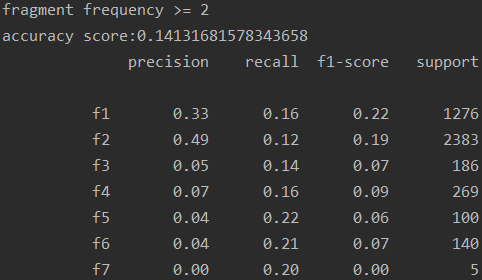 fragment frequency >= 2
accuracy score:0.14131681578343658
precision recall f1-score support
f1 0.33 0.16 0.22 1276
f2 0.49 0.12 0.19 2383
f3 0.05 0.14 0.07 186
f4 0.07 0.16 0.09 269
f5 0.04 0.22 0.06 100
f6 0.04 0.21 0.07 140
f7 0.00 0.20 0.00 5